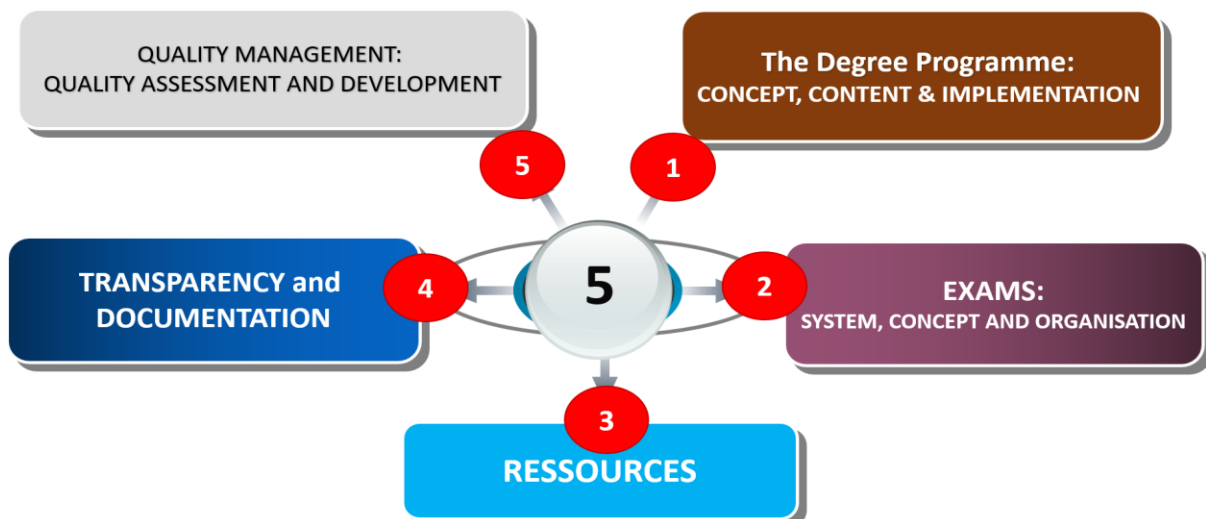 QUALITY MANAGEMENT:
QUALITY ASSESSMENT AND DEVELOPMENT
The Degree Programme:
CONCEPT, CONTENT & IMPLEMENTATION
5
1
TRANSPARENCY and
DOCUMENTATION
4
5
2
EXAMS:
SYSTEM, CONCEPT AND ORGANISATION
3
RESSOURCES